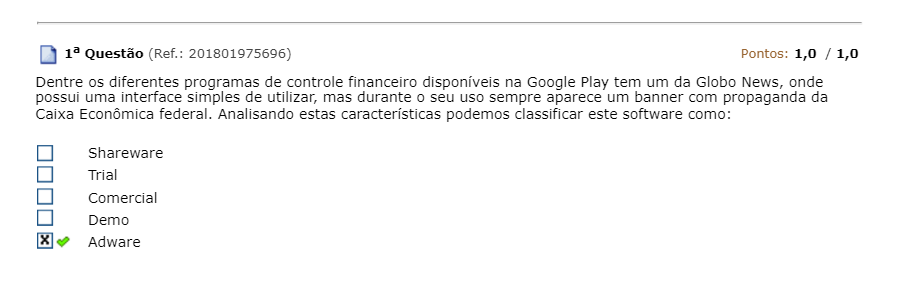 1ª Questão (Ref.: 201801975696) Pontos: 1,0 / 1,0
Dentre os diferentes programas de controle financeiro disponíveis na Google Play tem um da Globo News, onde
possui uma interface simples de utilizar, mas durante o seu uso sempre aparece um banner com propaganda da
Caixa Econômica federal. Analisando estas características podemos classificar este software como:
Shareware
Trial
Comercial
Demo
Adware